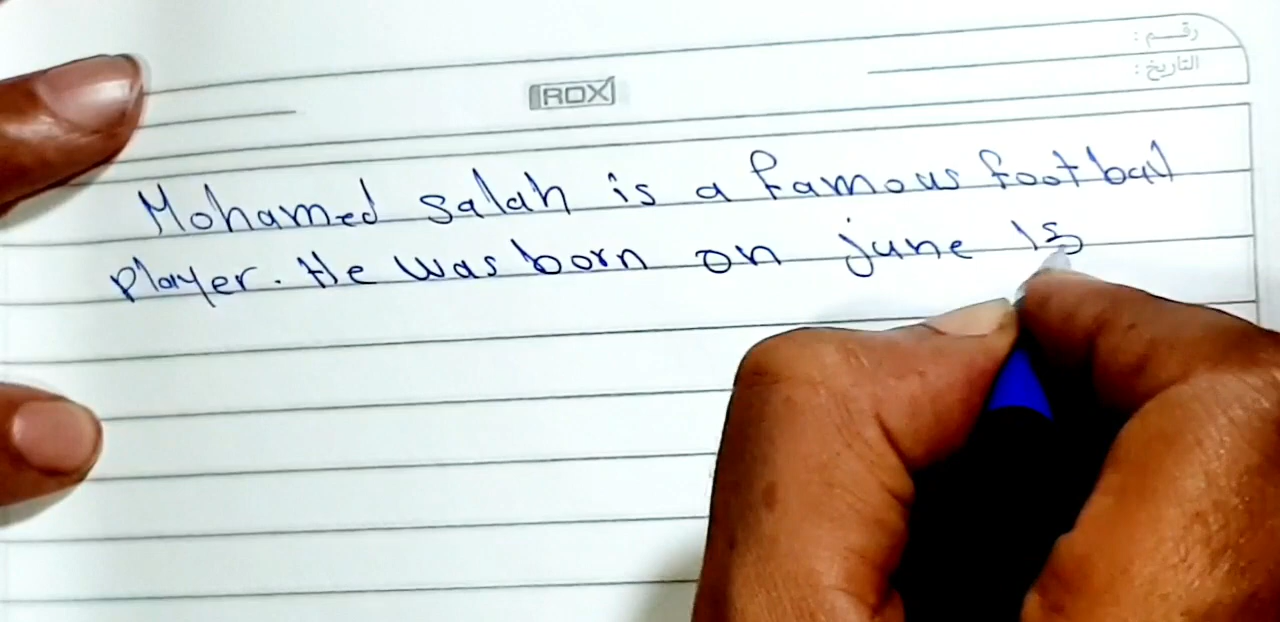 رقم :
التاريخ :
ROX
Mohamed salah is a famous football
player. He was born on june 15